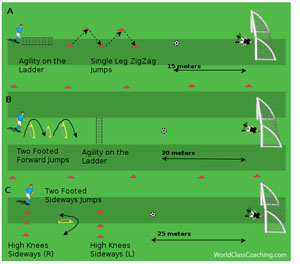 A
Agility on the
Ladder
Single Leg ZigZag
Jumps
15 meters
B
Two Footed
Forward Jumps
Agility on the
Ladder
20 meters
C
Two Footed
Sideways Jumps
High Knees
Sideways (R)
High Knees
Sideways (L)
25 meters
WorldClassCoaching.com